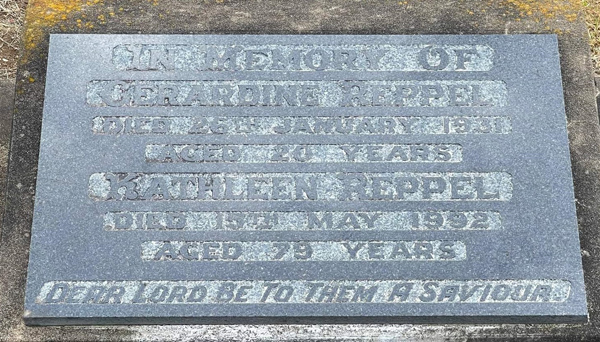 IN MEMORY OF
GERARDINE REPPEL
DIED 25TH JANUARY 1931
AGED 20 YEARS
KATHLEEN REPPEL
DIED 15TH MAY 1992
AGED 79 YEARS
DEAR LORD BE TO THEM A SAVIOUR